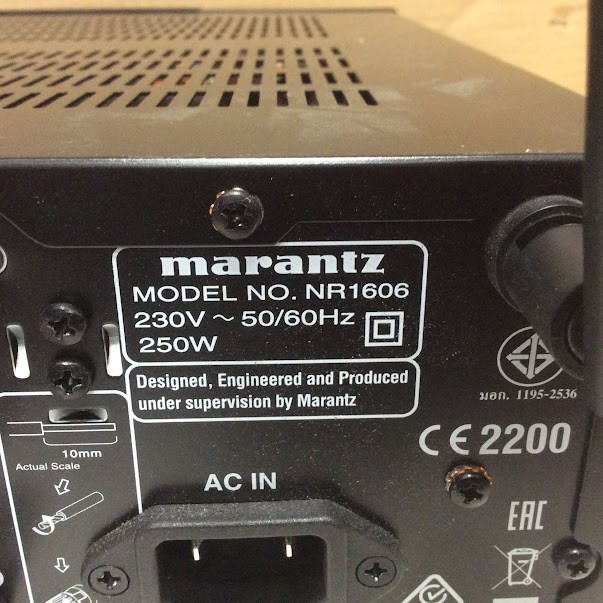 marantz
MODEL NO. NR1606
230V ～ 50/60Hz
250W
Designed, Engineered and Produced
under supervision by Marantz
มอก. 1195-2536
CE 2200
10mm
Actual Scale
AC IN
EAC